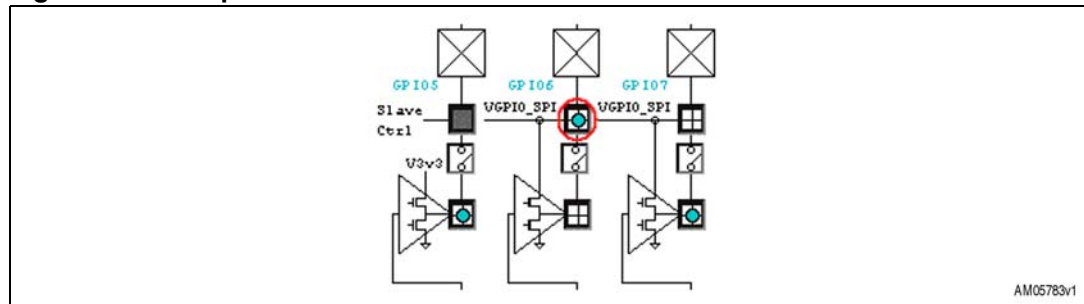 GPIO5 GPIO6 GPIO7
Slave VGPIO_SPI VGPIO_SPI
Ctrl
V3v3
AM05783v1